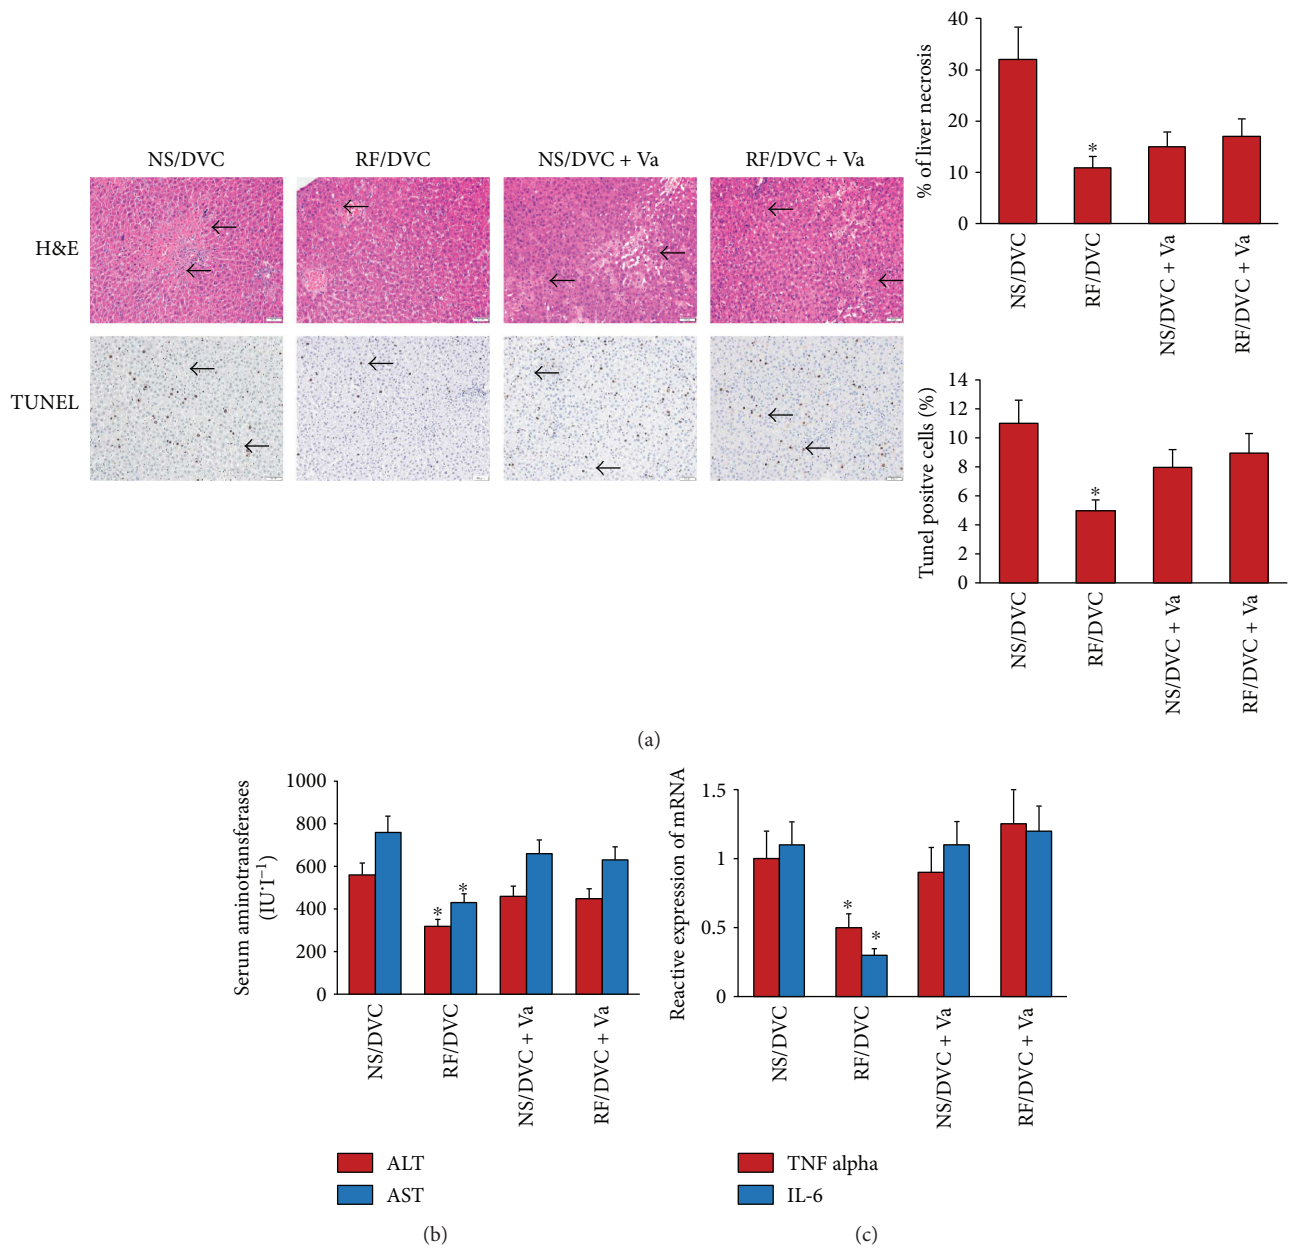 NS/DVC
RF/DVC
NS/DVC + Va
RF/DVC + Va
H&E
TUNEL
% of liver necrosis
40
30
20
10
0
*
NS/DVC
RF/DVC
NS/DVC + Va
RF/DVC + Va
Tunel positve cells (%)
14
12
10
8
6
4
2
0
*
NS/DVC
RF/DVC
NS/DVC + Va
RF/DVC + Va
(a)
Serum aminotransferases
(IU·I−1)
1000
800
600
400
200
0
*
*
NS/DVC
RF/DVC
NS/DVC + Va
RF/DVC + Va
ALT
AST
(b)
Reactive expression of mRNA
1.5
1
0.5
0
*
*
NS/DVC
RF/DVC
NS/DVC + Va
RF/DVC + Va
TNF alpha
IL-6
(c)